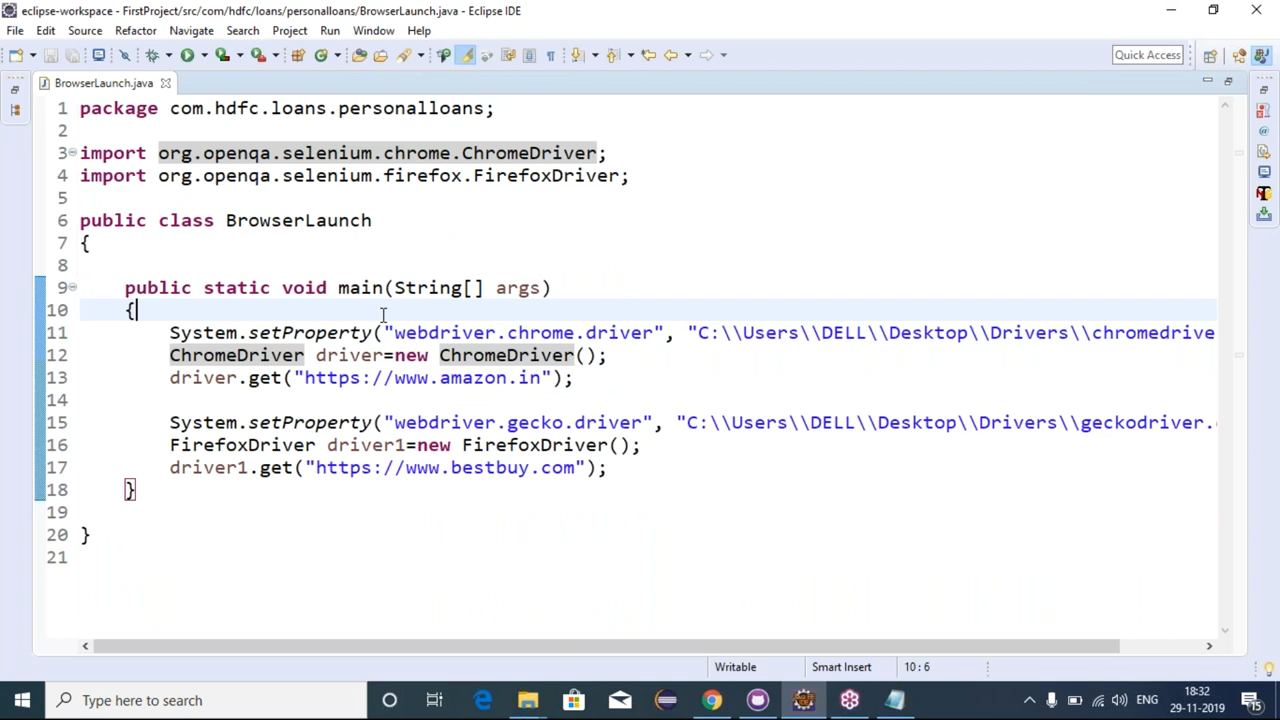 eclipse-workspace - FirstProject/src/com/hdfc/loans/personalloans/BrowserLaunch.java - Eclipse IDE
File Edit Source Refactor Navigate Search Project Run Window Help
Quick Access
BrowserLaunch.java
1 package com.hdfc.loans.personalloans;
2
3 import org.openqa.selenium.chrome.ChromeDriver;
4 import org.openqa.selenium.firefox.FirefoxDriver;
5
6 public class BrowserLaunch
7 {
8
9 public static void main(String[] args)
10 {
11 System.setProperty("webdriver.chrome.driver", "C:\\Users\\DELL\\Desktop\\Drivers\\chromedrive
12 ChromeDriver driver=new ChromeDriver();
13 driver.get("https://www.amazon.in");
14
15 System.setProperty("webdriver.gecko.driver", "C:\\Users\\DELL\\Desktop\\Drivers\\geckodriver.
16 FirefoxDriver driver1=new FirefoxDriver();
17 driver1.get("https://www.bestbuy.com");
18 }
19
20 }
21
Writable Smart Insert 10 : 6
Type here to search
ENG
18:32
29-11-2019
15